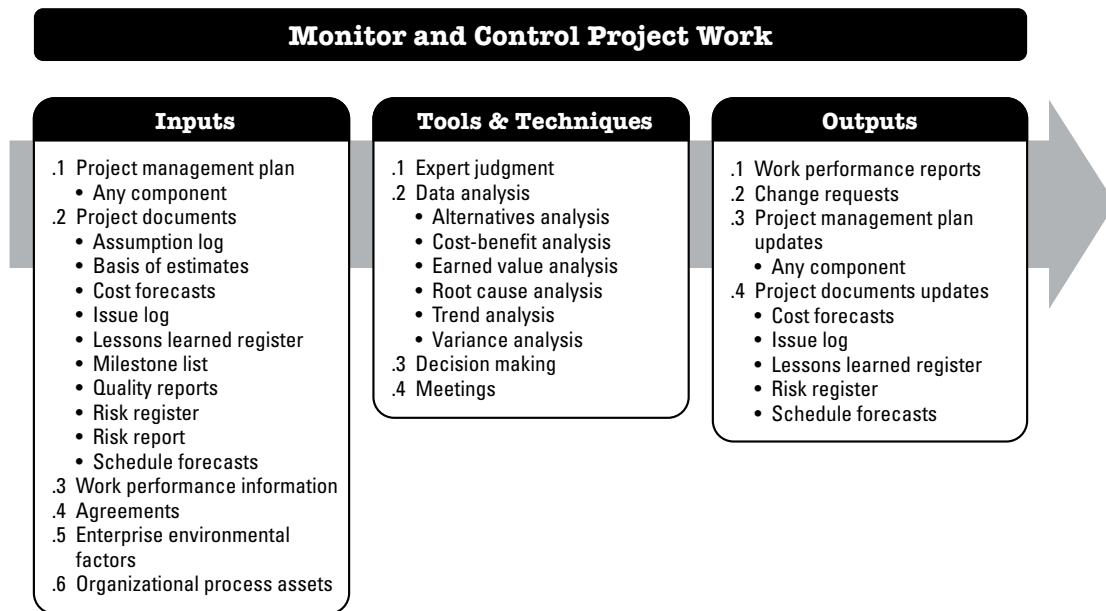 Monitor and Control Project Work
Inputs
.1 Project management plan
• Any component
.2 Project documents
• Assumption log
• Basis of estimates
• Cost forecasts
• Issue log
• Lessons learned register
• Milestone list
• Quality reports
• Risk register
• Risk report
• Schedule forecasts
.3 Work performance information
.4 Agreements
.5 Enterprise environmental
factors
.6 Organizational process assets
Tools & Techniques
.1 Expert judgment
.2 Data analysis
• Alternatives analysis
• Cost-benefit analysis
• Earned value analysis
• Root cause analysis
• Trend analysis
• Variance analysis
.3 Decision making
.4 Meetings
Outputs
.1 Work performance reports
.2 Change requests
.3 Project management plan
updates
• Any component
.4 Project documents updates
• Cost forecasts
• Issue log
• Lessons learned register
• Risk register
• Schedule forecasts